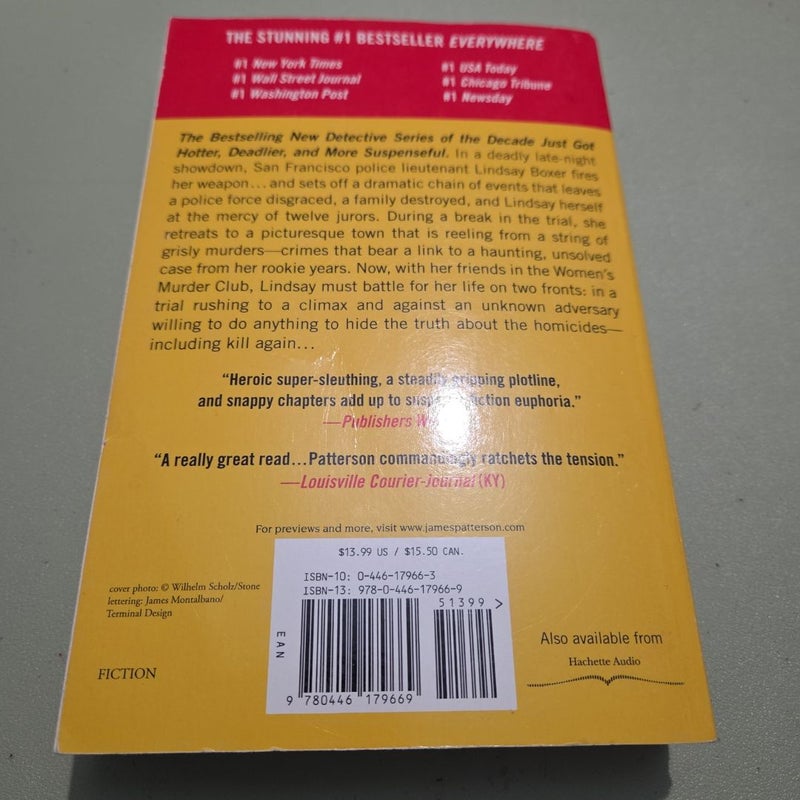 THE STUNNING #1 BESTSELLER EVERYWHERE
#1 New York Times
#1 Wall Street Journal
#1 Washington Post
#1 USA Today
#1 Chicago Tribune
#1 Newsday
The Bestselling New Detective Series of the Decade Just Got
Hotter, Deadlier, and More Suspenseful. In a deadly late-night
showdown, San Francisco police lieutenant Lindsay Boxer fires
her weapon... and sets off a dramatic chain of events that leaves
a police force disgraced, a family destroyed, and Lindsay herself
at the mercy of twelve jurors. During a break in the trial, she
retreats to a picturesque town that is reeling from a string of
grisly murders—crimes that bear a link to a haunting, unsolved
case from her rookie years. Now, with her friends in the Women's
Murder Club, Lindsay must battle for her life on two fronts: in a
trial rushing to a climax and against an unknown adversary
willing to do anything to hide the truth about the homicides—
including kill again...
"Heroic super-sleuthing, a steadily gripping plotline,
and snappy chapters add up to fiction euphoria."
—Publishers
"A really great read...Patterson commandingly ratchets the tension."
—Louisville Courier-Journal (KY)
For previews and more, visit www.jamespatterson.com
$13.99 US / $15.50 CAN.
ISBN-10: 0-446-17966-3
ISBN-13: 978-0-446-17966-9
51399 >
EAN
9 780446 179669
cover photo: © Wilhelm Scholz/Stone
lettering: James Montalbano/
Terminal Design
FICTION
Also available from
Hachette Audio